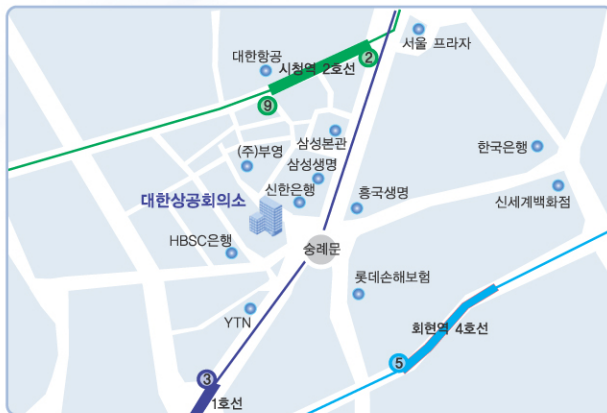 서울 프라자
대한항공
시청역 2호선
2
9
삼성본관
한국은행
(주)부영
삼성생명
신한은행
흥국생명
신세계백화점
대한상공회의소
HBSC은행
숭례문
롯데손해보험
YTN
회현역 4호선
5
3
1호선